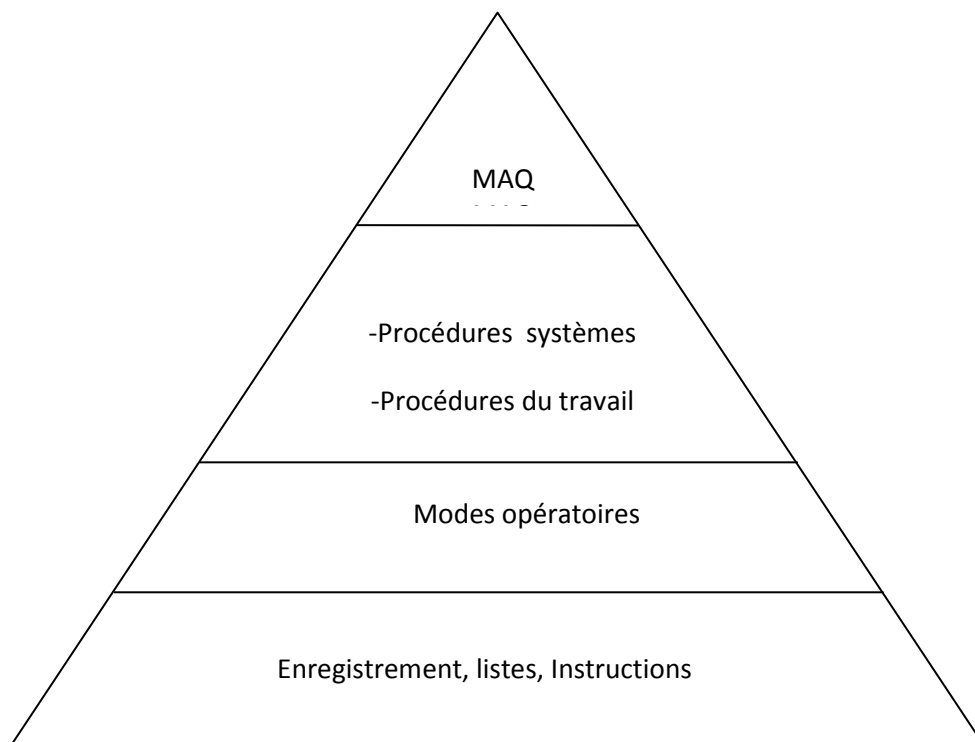 MAQ
-Procédures systèmes
-Procédures du travail
Modes opératoires
Enregistrement, listes, Instructions